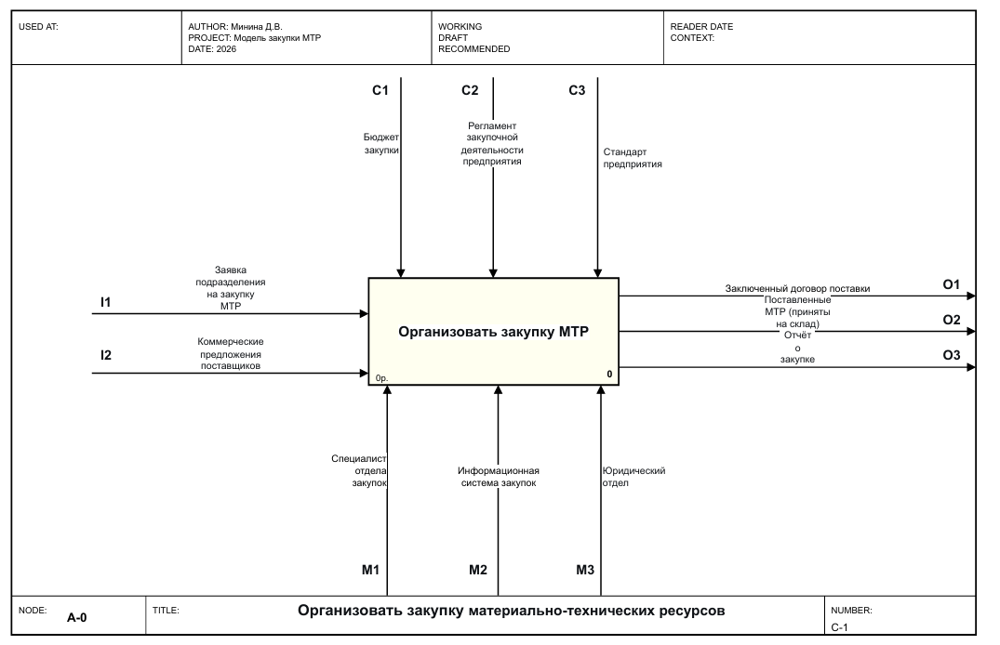 USED AT:
AUTHOR: Минина Д.В.
PROJECT: Модель закупки МТР
DATE: 2026
WORKING
DRAFT
RECOMMENDED
READER DATE
CONTEXT:
C1
C2
C3
Бюджет
закупки
Регламент
закупочной
деятельности
предприятия
Стандарт
предприятия
I1
Заявка
подразделения
на закупку
МТР
I2
Коммерческие
предложения
поставщиков
Организовать закупку МТР
0р.
0
Заключенный договор поставки
O1
Поставленные
МТР (приняты
на склад)
O2
Отчёт
о
закупке
O3
Специалист
отдела
закупок
Информационная
система закупок
Юридический
отдел
M1
M2
M3
NODE:
A-0
TITLE:
Организовать закупку материально-технических ресурсов
NUMBER:
C-1